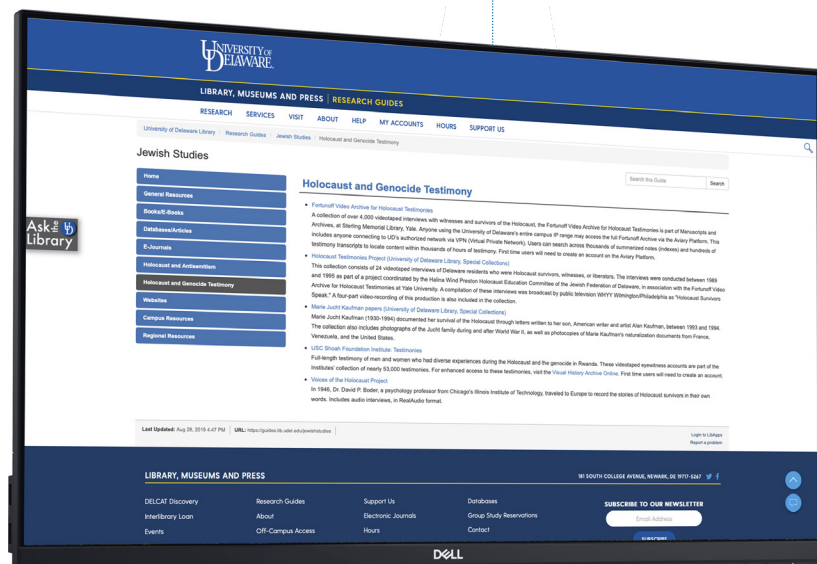 UNIVERSITY OF
DELAWARE.
LIBRARY, MUSEUMS AND PRESS | RESEARCH GUIDES
RESEARCH SERVICES VISIT ABOUT HELP MY ACCOUNTS HOURS SUPPORT US
University of Delaware Library / Research Guides / Jewish Studies / Holocaust and Genocide Testimony
Jewish Studies
Search this Guide Search
Home
General Resources
Books/E-Books
Databases/Articles
E-Journals
Holocaust and Antisemitism
Holocaust and Genocide Testimony
Websites
Campus Resources
Regional Resources
Ask the UD
Library
Holocaust and Genocide Testimony
• Fortunoff Video Archive for Holocaust Testimonies
A collection of over 4,000 videotaped interviews with witnesses and survivors of the Holocaust, the Fortunoff Video Archive for Holocaust Testimonies is part of Manuscripts and
Archives, at Sterling Memorial Library, Yale. Anyone using the University of Delaware's entire campus IP range may access the full Fortunoff Archive via the Aviary Platform. This
includes anyone connecting to UD's authorized network via VPN (Virtual Private Network). Users can search across thousands of summarized notes (indexes) and hundreds of
testimony transcripts to locate content within thousands of hours of testimony. First time users will need to create an account on the Aviary Platform.
• Holocaust Testimonies Project (University of Delaware Library, Special Collections)
This collection consists of 24 videotaped interviews of Delaware residents who were Holocaust survivors, witnesses, or liberators. The interviews were conducted between 1989
and 1995 as part of a project coordinated by the Halina Wind Preston Holocaust Education Committee of the Jewish Federation of Delaware, in association with the Fortunoff Video
Archive for Holocaust Testimonies at Yale University. A compilation of these interviews was broadcast by public television WHYY Wilmington/Philadelphia as "Holocaust Survivors
Speak." A four-part video-recording of this production is also included in the collection.
• Marie Jucht Kaufman papers (University of Delaware Library, Special Collections)
Marie Jucht Kaufman (1930-1994) documented her survival of the Holocaust through letters written to her son, American writer and artist Alan Kaufman, between 1993 and 1994.
The collection also includes photographs of the Jucht family during and after World War II, as well as photocopies of Marie Kaufman's naturalization documents from France,
Venezuela, and the United States.
• USC Shoah Foundation Institute: Testimonies
Full-length testimony of men and women who had diverse experiences during the Holocaust and the genocide in Rwanda. These videotaped eyewitness accounts are part of the
Institutes' collection of nearly 53,000 testimonies. For enhanced access to these testimonies, visit the Visual History Archive Online. First time users will need to create an account.
• Voices of the Holocaust Project
In 1946, Dr. David P. Boder, a psychology professor from Chicago's Illinois Institute of Technology, traveled to Europe to record the stories of Holocaust survivors in their own
words. Includes audio interviews, in RealAudio format.
Last Updated: Aug 28, 2019 4:47 PM URL: https://guides.lib.udel.edu/jewishstudies
Login to LibApps
Report a problem
LIBRARY, MUSEUMS AND PRESS
181 SOUTH COLLEGE AVENUE, NEWARK, DE 19717-5267
DELCAT Discovery Research Guides Support Us Databases
Interlibrary Loan About Electronic Journals Group Study Reservations
Events Off-Campus Access Hours Contact
SUBSCRIBE TO OUR NEWSLETTER
Email Address
SUBSCRIBE
DELL